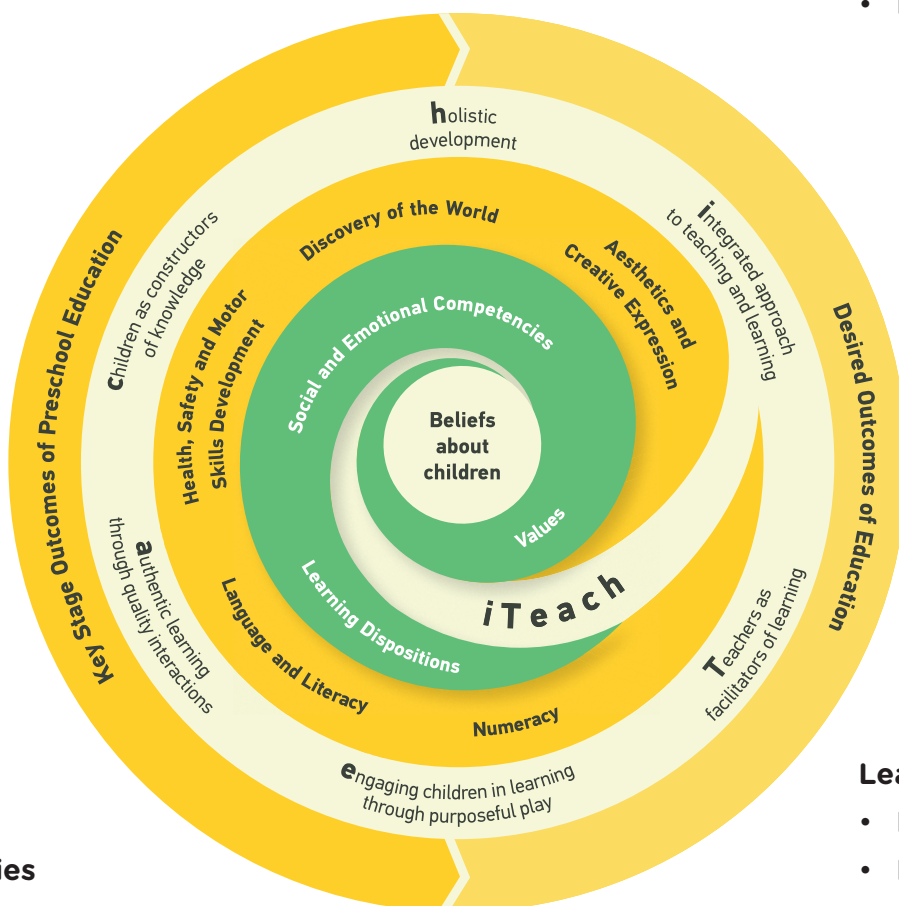 holistic
development
integrated approach
to teaching and learning
Teachers as
facilitators of learning
engaging children in learning
through purposeful play
authentic learning
through quality interactions
Children as constructors
of knowledge
Key Stage Outcomes of Preschool Education
Desired Outcomes of Education
Discovery of the World
Aesthetics and
Creative Expression
Health, Safety and Motor
Skills Development
Language and Literacy
Numeracy
Social and Emotional Competencies
Values
Learning Dispositions
iTeach
Beliefs
about
children
Lea
•
•
•
ies